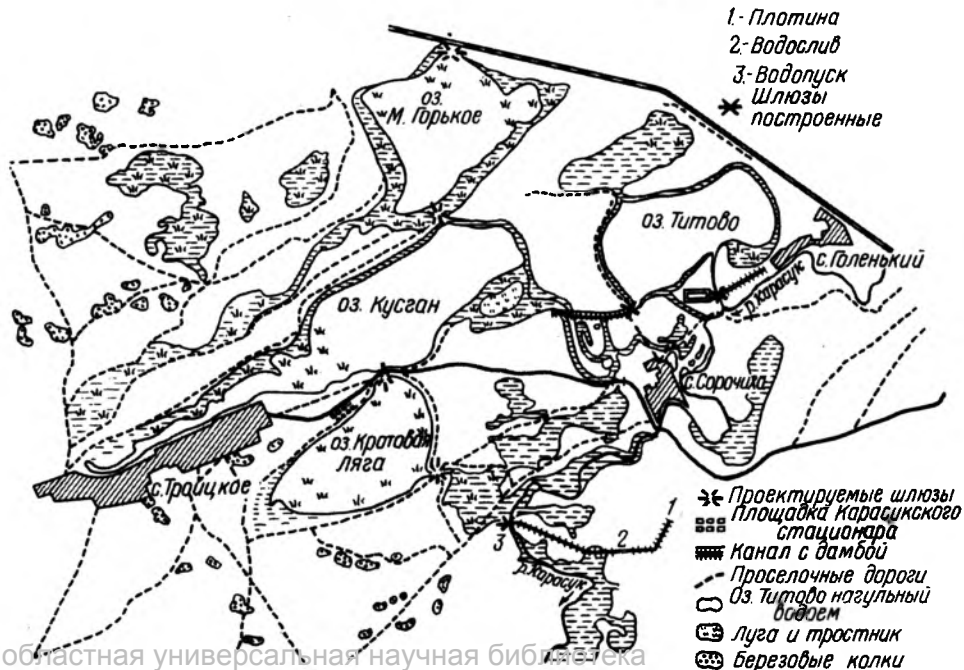 1.- Плотина
2.- Водослив
3.- Водопуск
Шлюзы
построенные
оз.
М. Горькое
оз. Титово
с. Голенький
р. Карасук
оз. Кусган
с. Сорочиха
оз. Кротовая
Ляга
с. Троицкое
1
2
3
р. Карасук
Проектируемые шлюзы
Площадка Карасукского
стационара
Канал с дамбой
Проселочные дороги
Оз. Титово нагульный
водоем
Луга и тростник
Березовые колки
областная универсальная научная библиотека